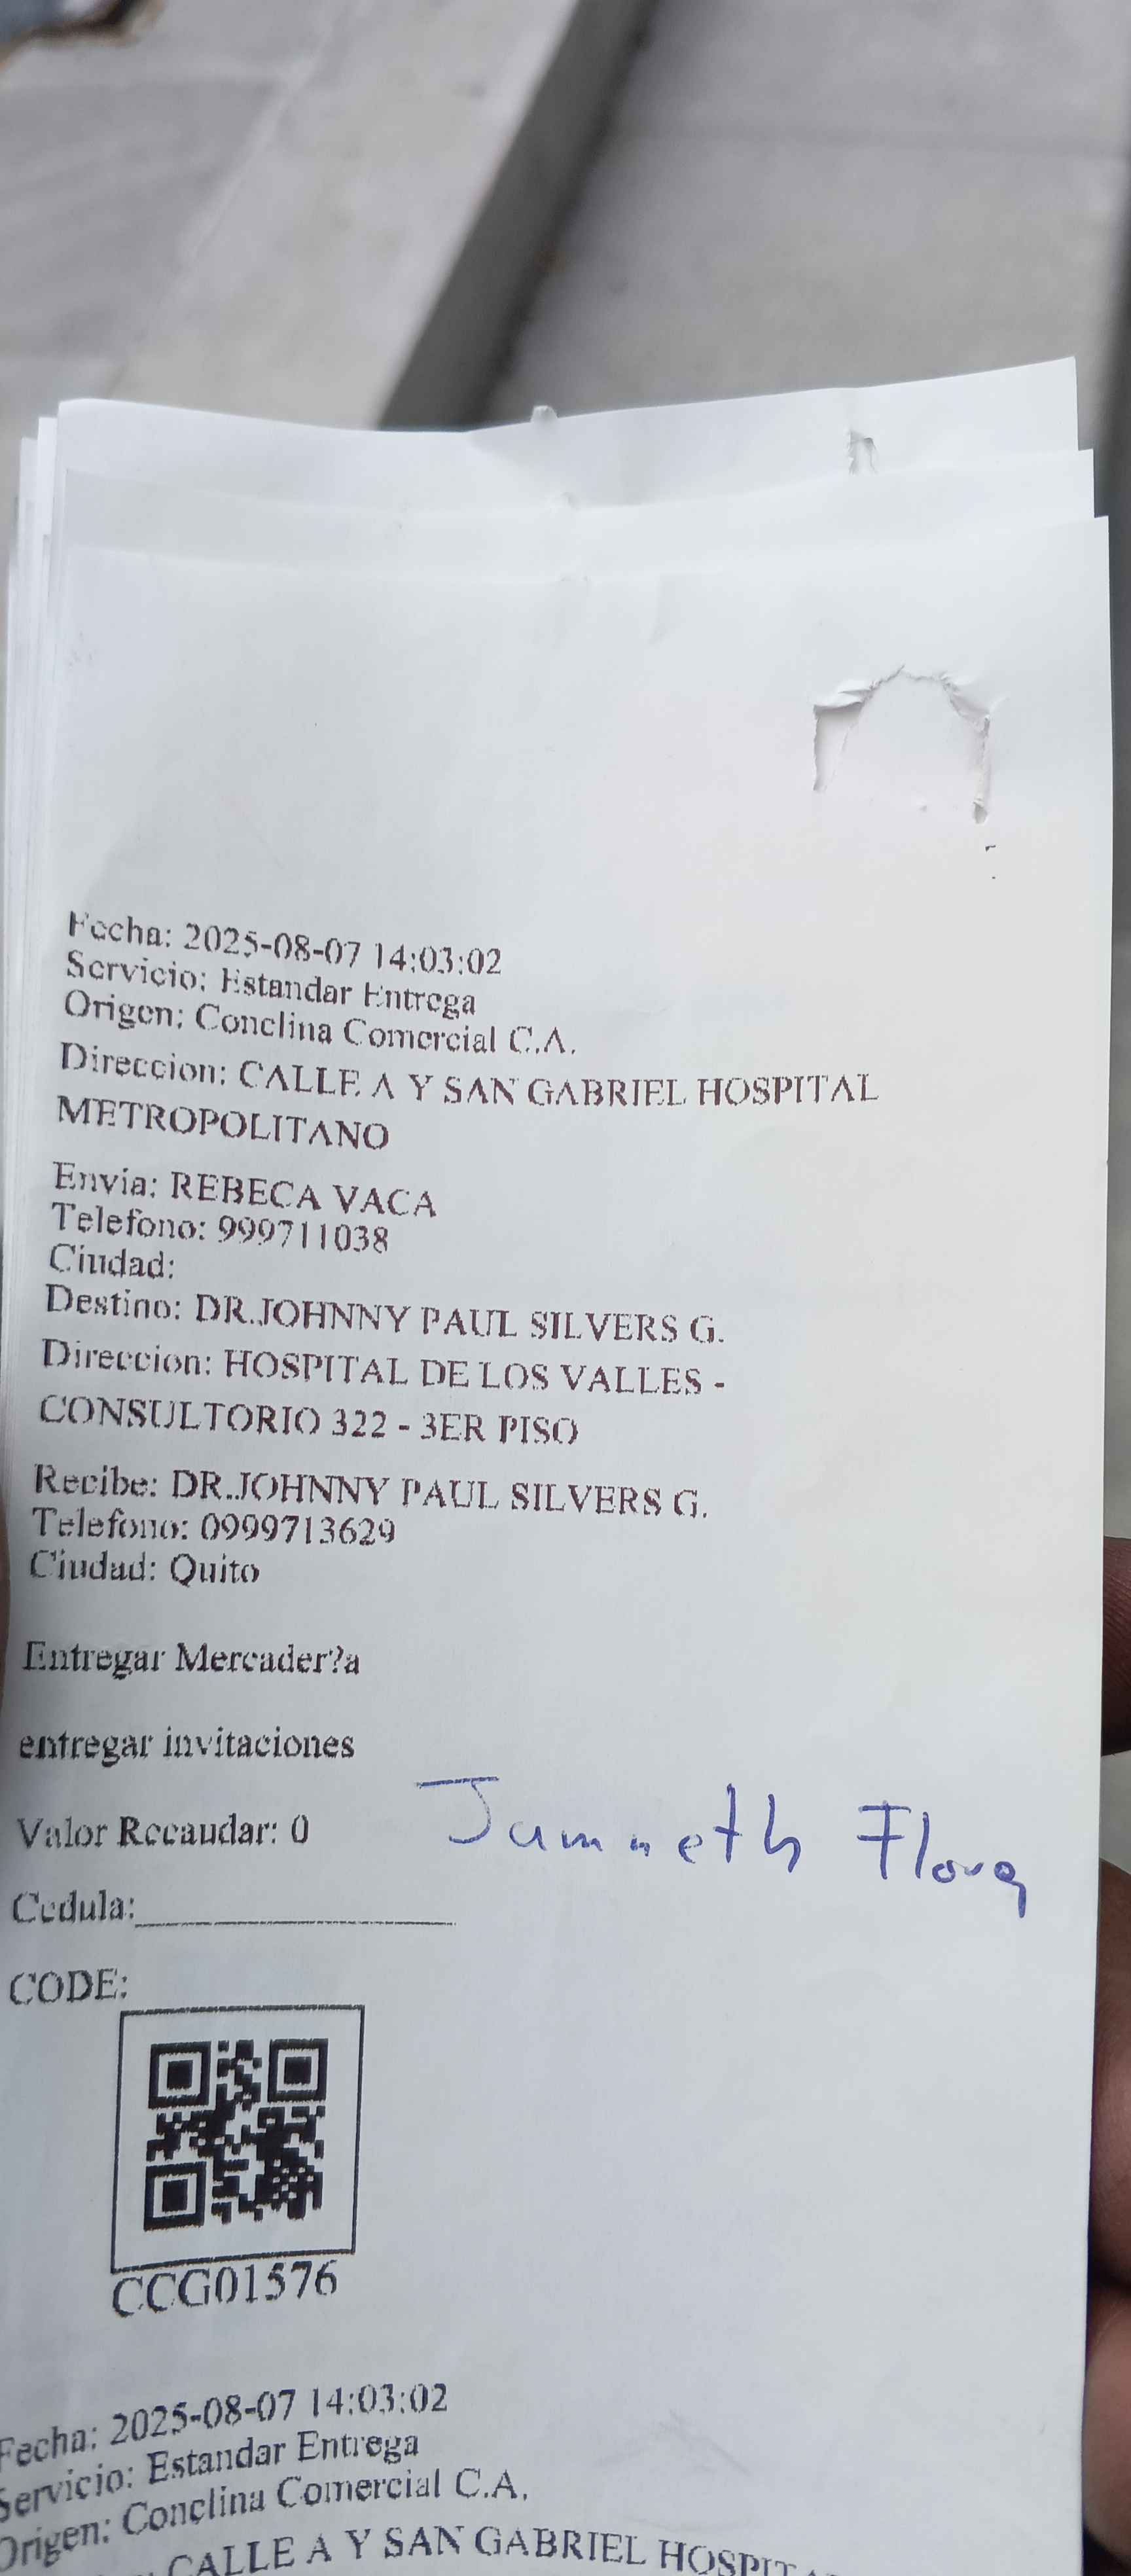 Fecha: 2025-08-07 14:03:02
Servicio: Estandar Entrega
Origen: Conclina Comercial C.A.
Direccion: CALLE A Y SAN GABRIEL HOSPITAL
METROPOLITANO
Envia: REBECA VACA
Telefono: 999711038
Ciudad:
Destino: DR.JOHNNY PAUL SILVERS G.
Direccion: HOSPITAL DE LOS VALLES -
CONSULTORIO 322 - 3ER PISO
Recibe: DR.JOHNNY PAUL SILVERS G.
Telefono: 0999713629
Ciudad: Quito
Entregar Mercader?a
entregar invitaciones
Valor Recaudar: 0
Cedula:
CODE:
CCG01576
Fecha: 2025-08-07 14:03:02
Servicio: Estandar Entrega
Origen: Conclina Comercial C.A.
CALLE A Y SAN GABRIEL